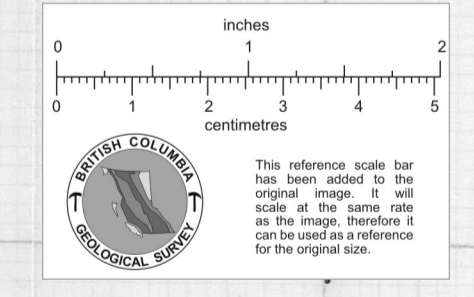 inches
0 1 2
0 1 2 3 4 5
centimetres
BRITISH COLUMBIA
GEOLOGICAL SURVEY
This reference scale bar
has been added to the
original image. It will
scale at the same rate
as the image, therefore it
can be used as a reference
for the original size.